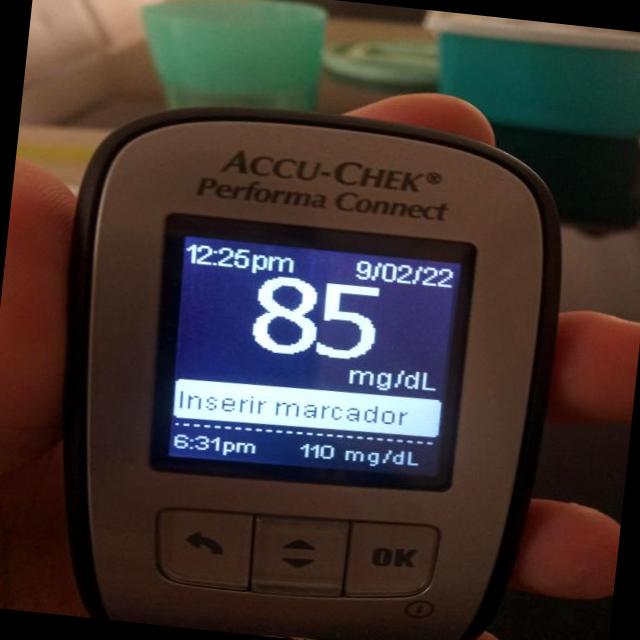 ACCU-CHEK®
Performa Connect
12:25pm 9/02/22
85
mg/dL
Inserir marcador
6:31pm 110 mg/dL
OK